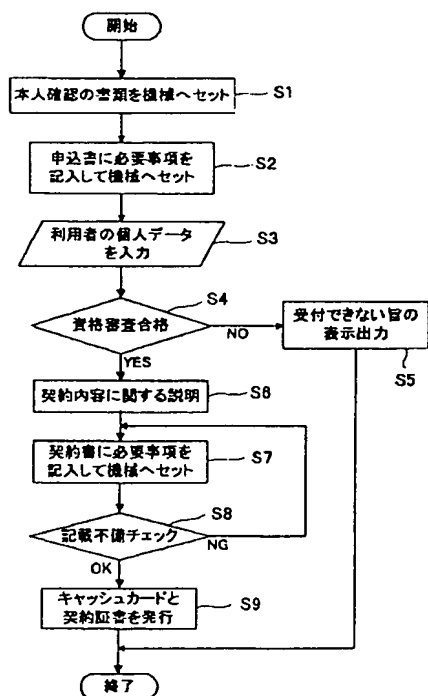 開始
本人確認の書類を機械へセット
S1
申込書に必要事項を
記入して機械へセット
S2
利用者の個人データ
を入力
S3
資格審査合格
S4
NO
YES
受付できない旨の
表示出力
S5
契約内容に関する説明
S6
契約書に必要事項を
記入して機械へセット
S7
記載不備チェック
S8
NG
OK
キャッシュカードと
契約証書を発行
S9
終了